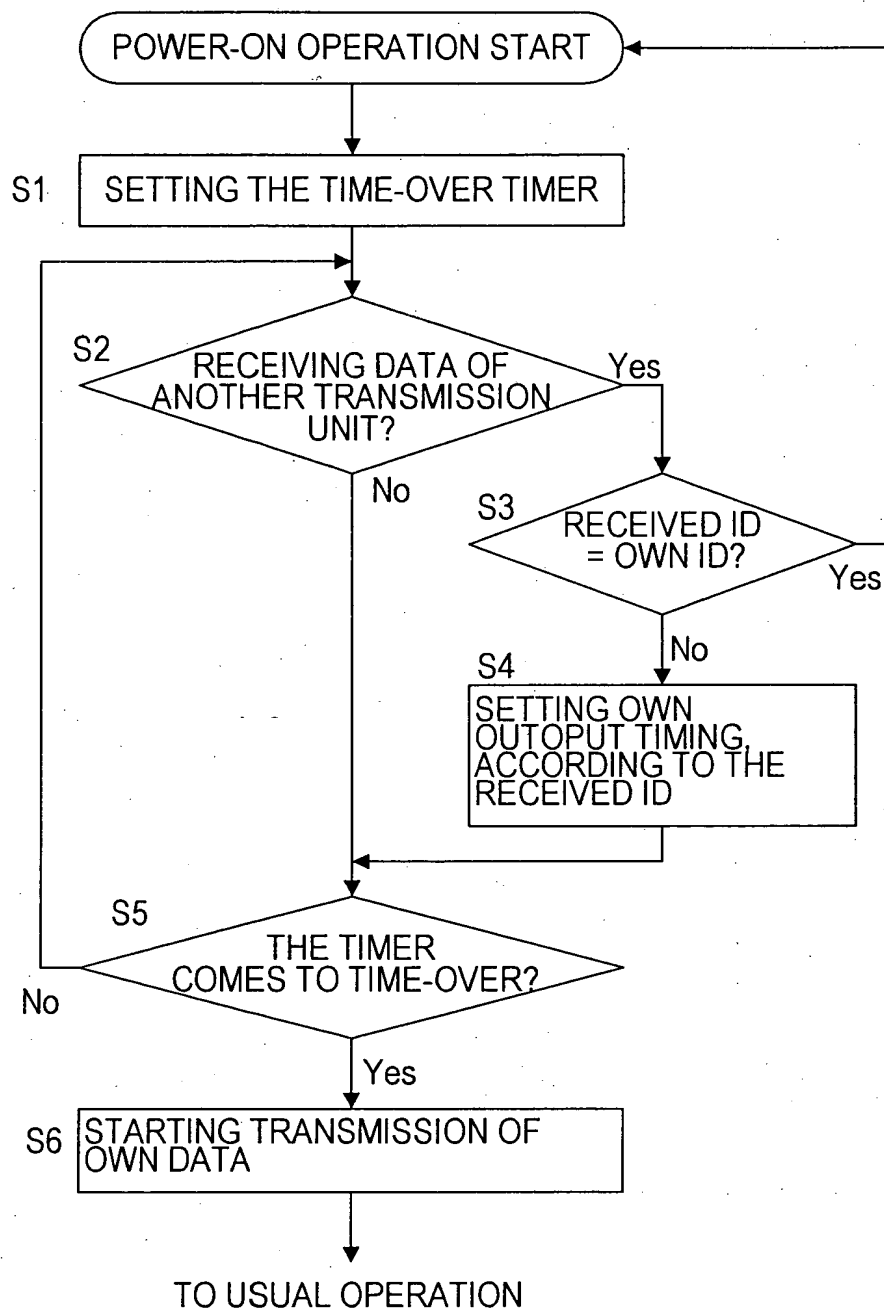 POWER-ON OPERATION START
S1
SETTING THE TIME-OVER TIMER
S2
RECEIVING DATA OF
ANOTHER TRANSMISSION
UNIT?
Yes
No
S3
RECEIVED ID
= OWN ID?
Yes
No
S4
SETTING OWN
OUTOPUT TIMING,
ACCORDING TO THE
RECEIVED ID
S5
THE TIMER
COMES TO TIME-OVER?
No
Yes
S6
STARTING TRANSMISSION OF
OWN DATA
TO USUAL OPERATION